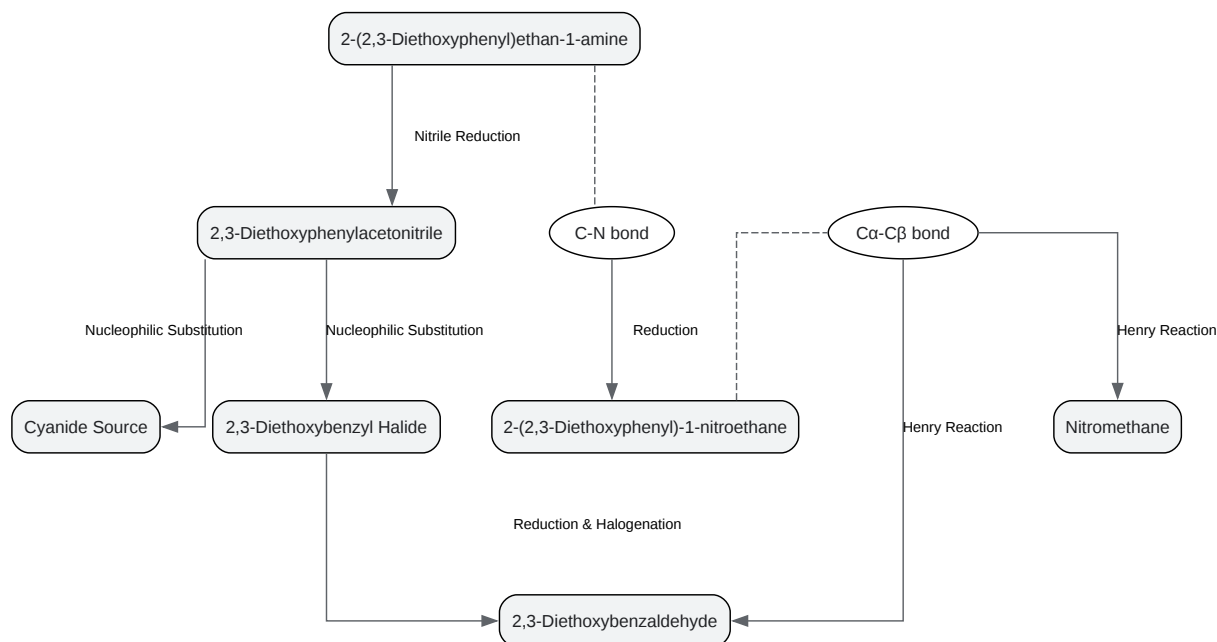 2-(2,3-Diethoxyphenyl)ethan-1-amine
Nitrile Reduction
2,3-Diethoxyphenylacetonitrile
C-N bond
Cα-Cβ bond
Nucleophilic Substitution
Nucleophilic Substitution
Reduction
Henry Reaction
Cyanide Source
2,3-Diethoxybenzyl Halide
2-(2,3-Diethoxyphenyl)-1-nitroethane
Henry Reaction
Nitromethane
Reduction & Halogenation
2,3-Diethoxybenzaldehyde